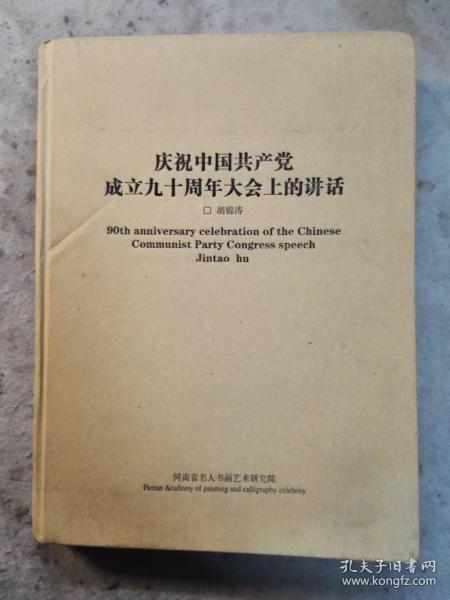 庆祝中国共产党
成立九十周年大会上的讲话
□ 胡锦涛
90th anniversary celebration of the Chinese
Communist Party Congress speech
Jintao hu
河南省名人书画艺术研究院
Henan Academy of painting and calligraphy celebrity
孔夫子旧书网
www.kongfz.com